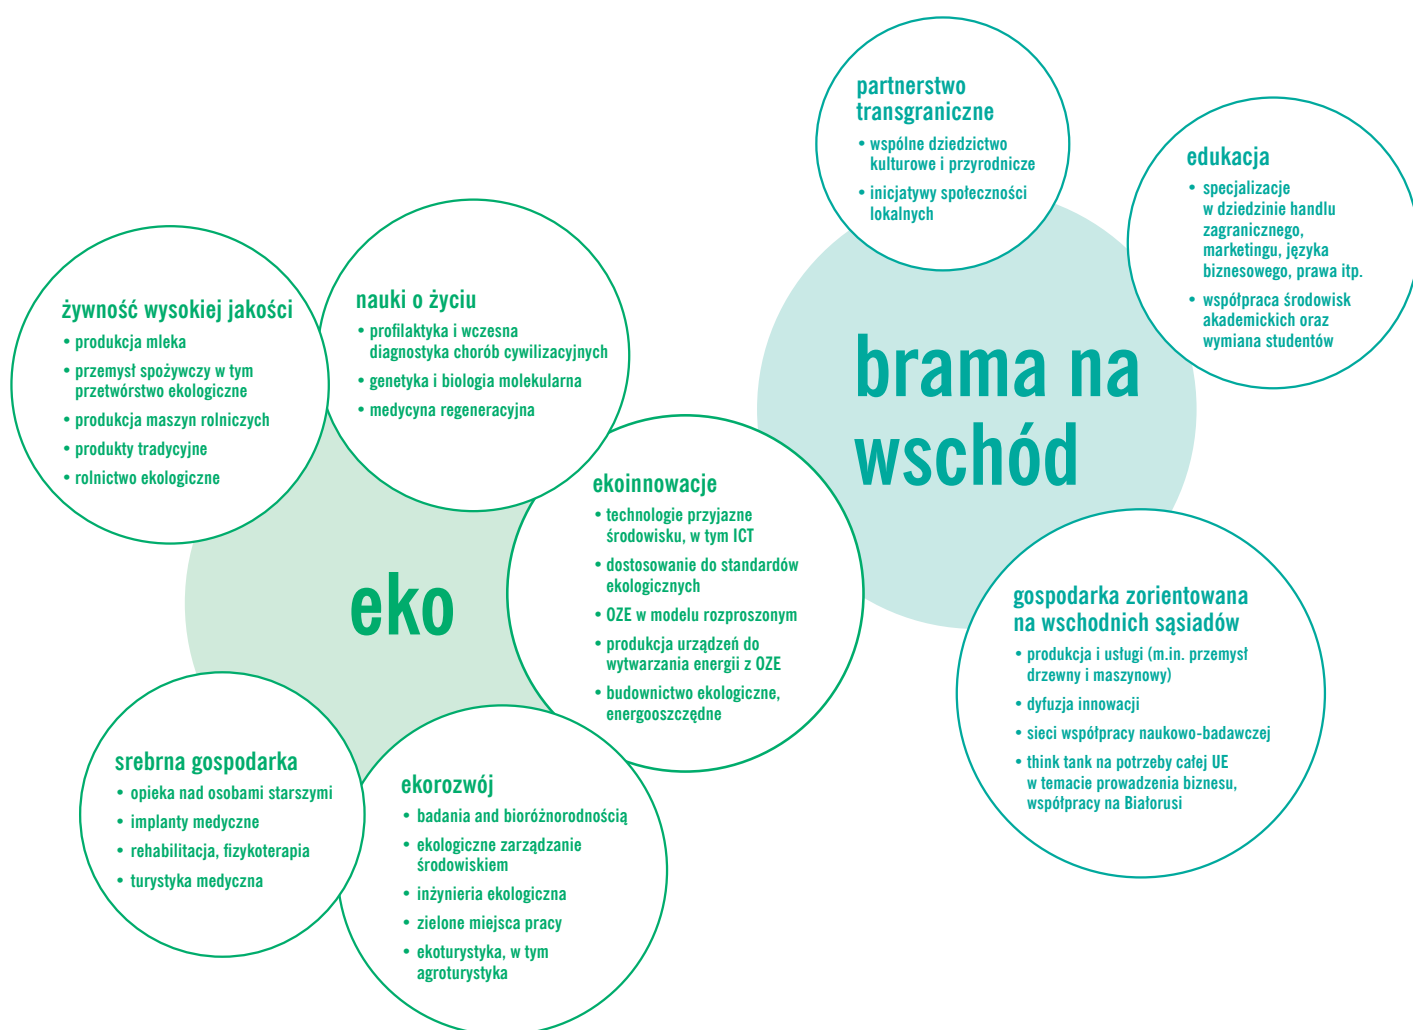 żywność wysokiej jakości
• produkcja mleka
• przemysł spożywczy w tym
przetwórstwo ekologiczne
• produkcja maszyn rolniczych
• produkty tradycyjne
• rolnictwo ekologiczne
nauki o życiu
• profilaktyka i wczesna
diagnostyka chorób cywilizacyjnych
• genetyka i biologia molekularna
• medycyna regeneracyjna
ekoinnowacje
• technologie przyjazne
środowisku, w tym ICT
• dostosowanie do standardów
ekologicznych
• OZE w modelu rozproszonym
• produkcja urządzeń do
wytwarzania energii z OZE
• budownictwo ekologiczne,
energooszczędne
eko
srebrna gospodarka
• opieka nad osobami starszymi
• implanty medyczne
• rehabilitacja, fizykoterapia
• turystyka medyczna
ekorozwój
• badania and bioróżnorodnością
• ekologiczne zarządzanie
środowiskiem
• inżynieria ekologiczna
• zielone miejsca pracy
• ekoturystyka, w tym
agroturystyka
partnerstwo
transgraniczne
• wspólne dziedzictwo
kulturowe i przyrodnicze
• inicjatywy społeczności
lokalnych
edukacja
• specjalizacje
w dziedzinie handlu
zagranicznego,
marketingu, języka
biznesowego, prawa itp.
• współpraca środowisk
akademickich oraz
wymiana studentów
brama na
wschód
gospodarka zorientowana
na wschodnich sąsiadów
• produkcja i usługi (m.in. przemysł
drzewny i maszynowy)
• dyfuzja innowacji
• sieci współpracy naukowo-badawczej
• think tank na potrzeby całej UE
w temacie prowadzenia biznesu,
współpracy na Białorusi